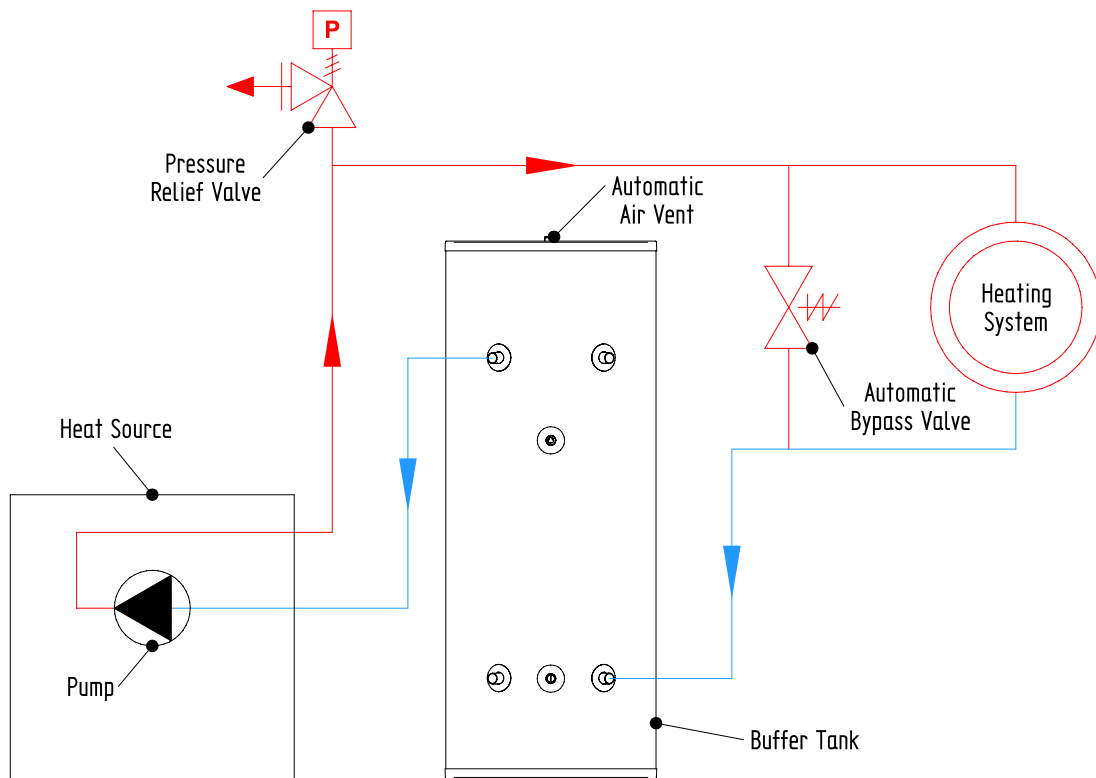 P
Pressure
Relief Valve
Automatic
Air Vent
Heating
System
Automatic
Bypass Valve
Heat Source
Pump
Buffer Tank